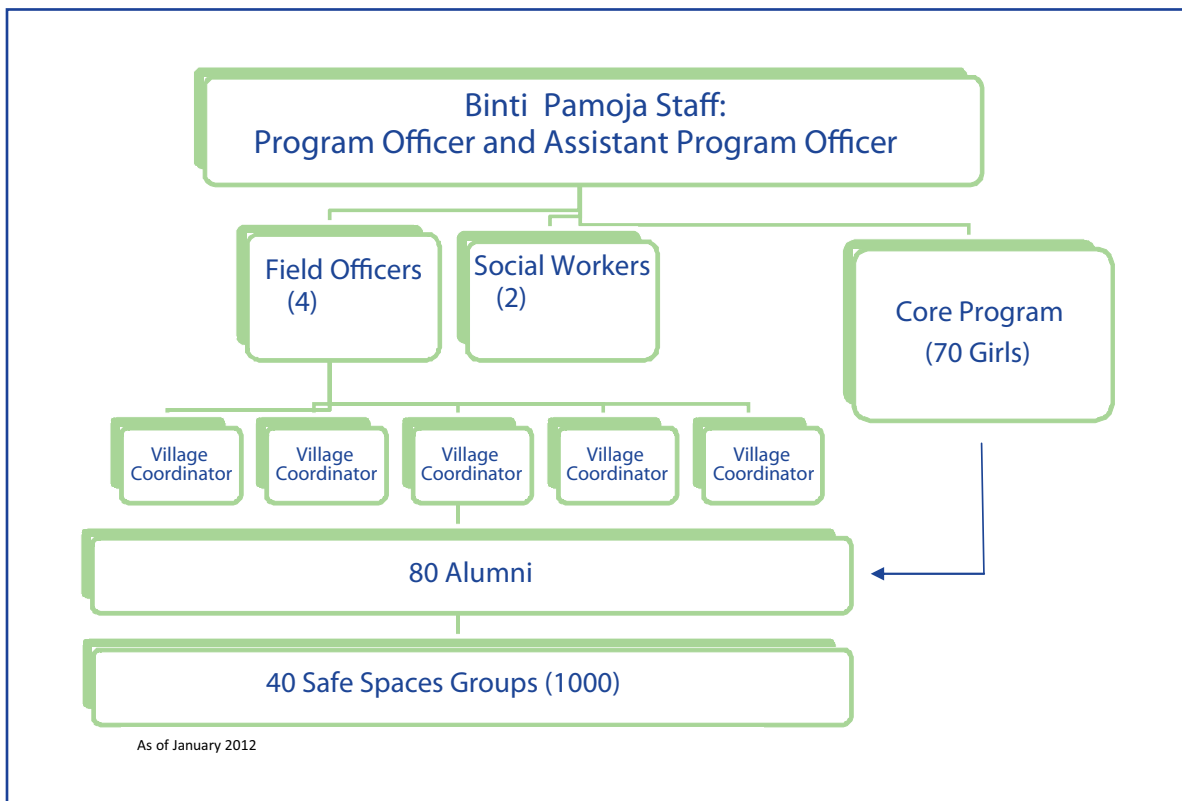 Binti Pamoja Staff:
Program Officer and Assistant Program Officer
Field Officers
(4)
Social Workers
(2)
Core Program
(70 Girls)
Village
Coordinator
Village
Coordinator
Village
Coordinator
Village
Coordinator
Village
Coordinator
80 Alumni
40 Safe Spaces Groups (1000)
As of January 2012